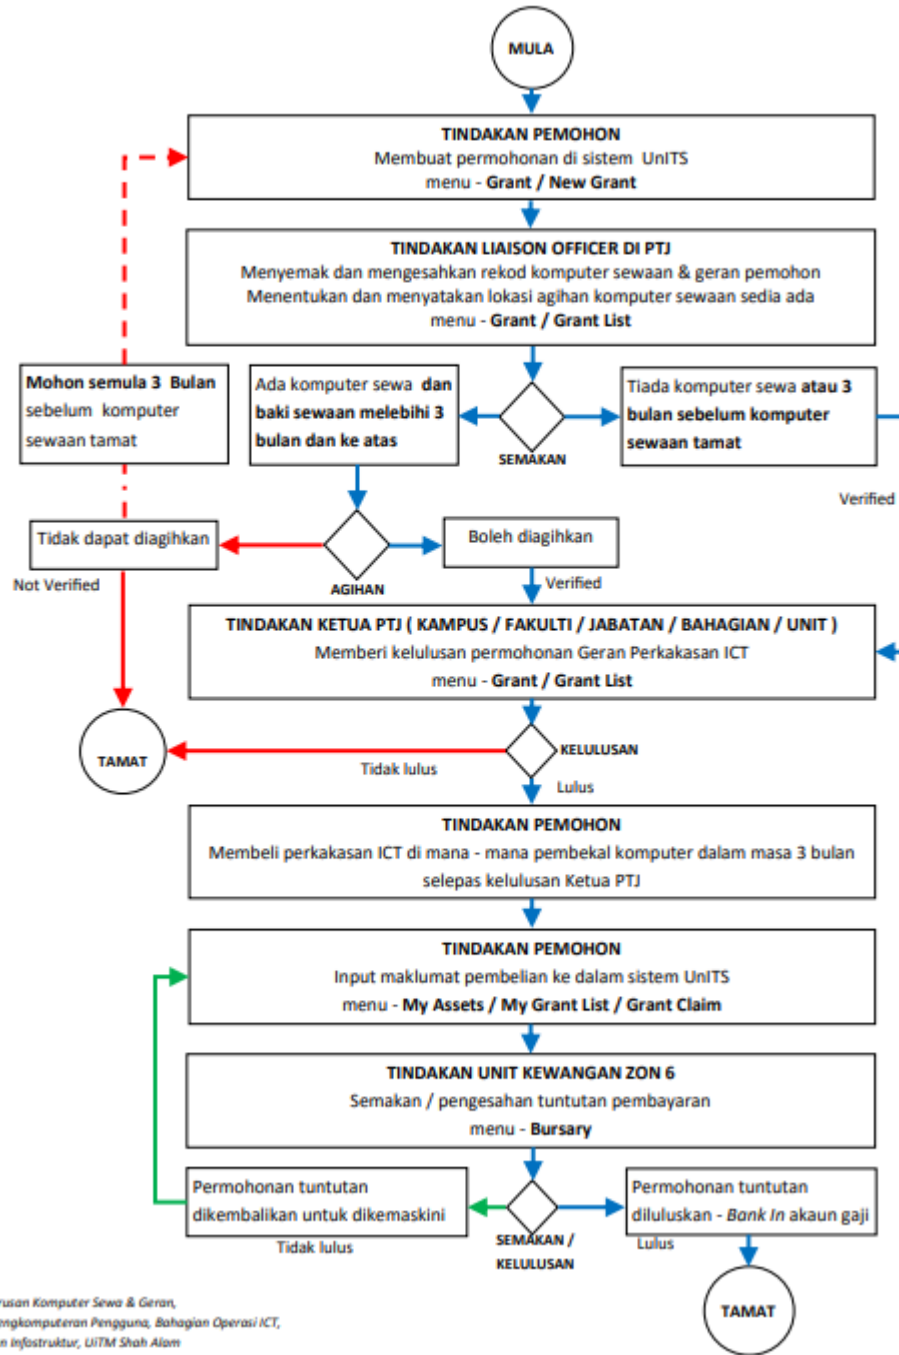 MULA
TINDAKAN PEMOHON
Membuat permohonan di sistem UnITS
menu - Grant / New Grant
TINDAKAN LIAISON OFFICER DI PTJ
Menyemak dan mengesahkan rekod komputer sewaan & geran pemohon
Menentukan dan menyatakan lokasi agihan komputer sewaan sedia ada
menu - Grant / Grant List
Mohon semula 3 Bulan
sebelum komputer
sewaan tamat
Ada komputer sewa dan
baki sewaan melebihi 3
bulan dan ke atas
SEMAKAN
Tiada komputer sewa atau 3
bulan sebelum komputer
sewaan tamat
Verified
Tidak dapat diagihkan
Not Verified
AGIHAN
Boleh diagihkan
Verified
TINDAKAN KETUA PTJ ( KAMPUS / FAKULTI / JABATAN / BAHAGIAN / UNIT )
Memberi kelulusan permohonan Geran Perkakasan ICT
menu - Grant / Grant List
TAMAT
KELULUSAN
Tidak lulus
Lulus
TINDAKAN PEMOHON
Membeli perkakasan ICT di mana - mana pembekal komputer dalam masa 3 bulan
selepas kelulusan Ketua PTJ
TINDAKAN PEMOHON
Input maklumat pembelian ke dalam sistem UnITS
menu - My Assets / My Grant List / Grant Claim
TINDAKAN UNIT KEWANGAN ZON 6
Semakan / pengesahan tuntutan pembayaran
menu - Bursary
Permohonan tuntutan
dikembalikan untuk dikemaskini
Tidak lulus
SEMAKAN /
KELULUSAN
Permohonan tuntutan
diluluskan - Bank In akaun gaji
Lulus
TAMAT
rusan Komputer Sewa & Geran,
engkomputeran Pengguna, Bahagian Operasi ICT,
n Infostruktur, UiTM Shah Alam